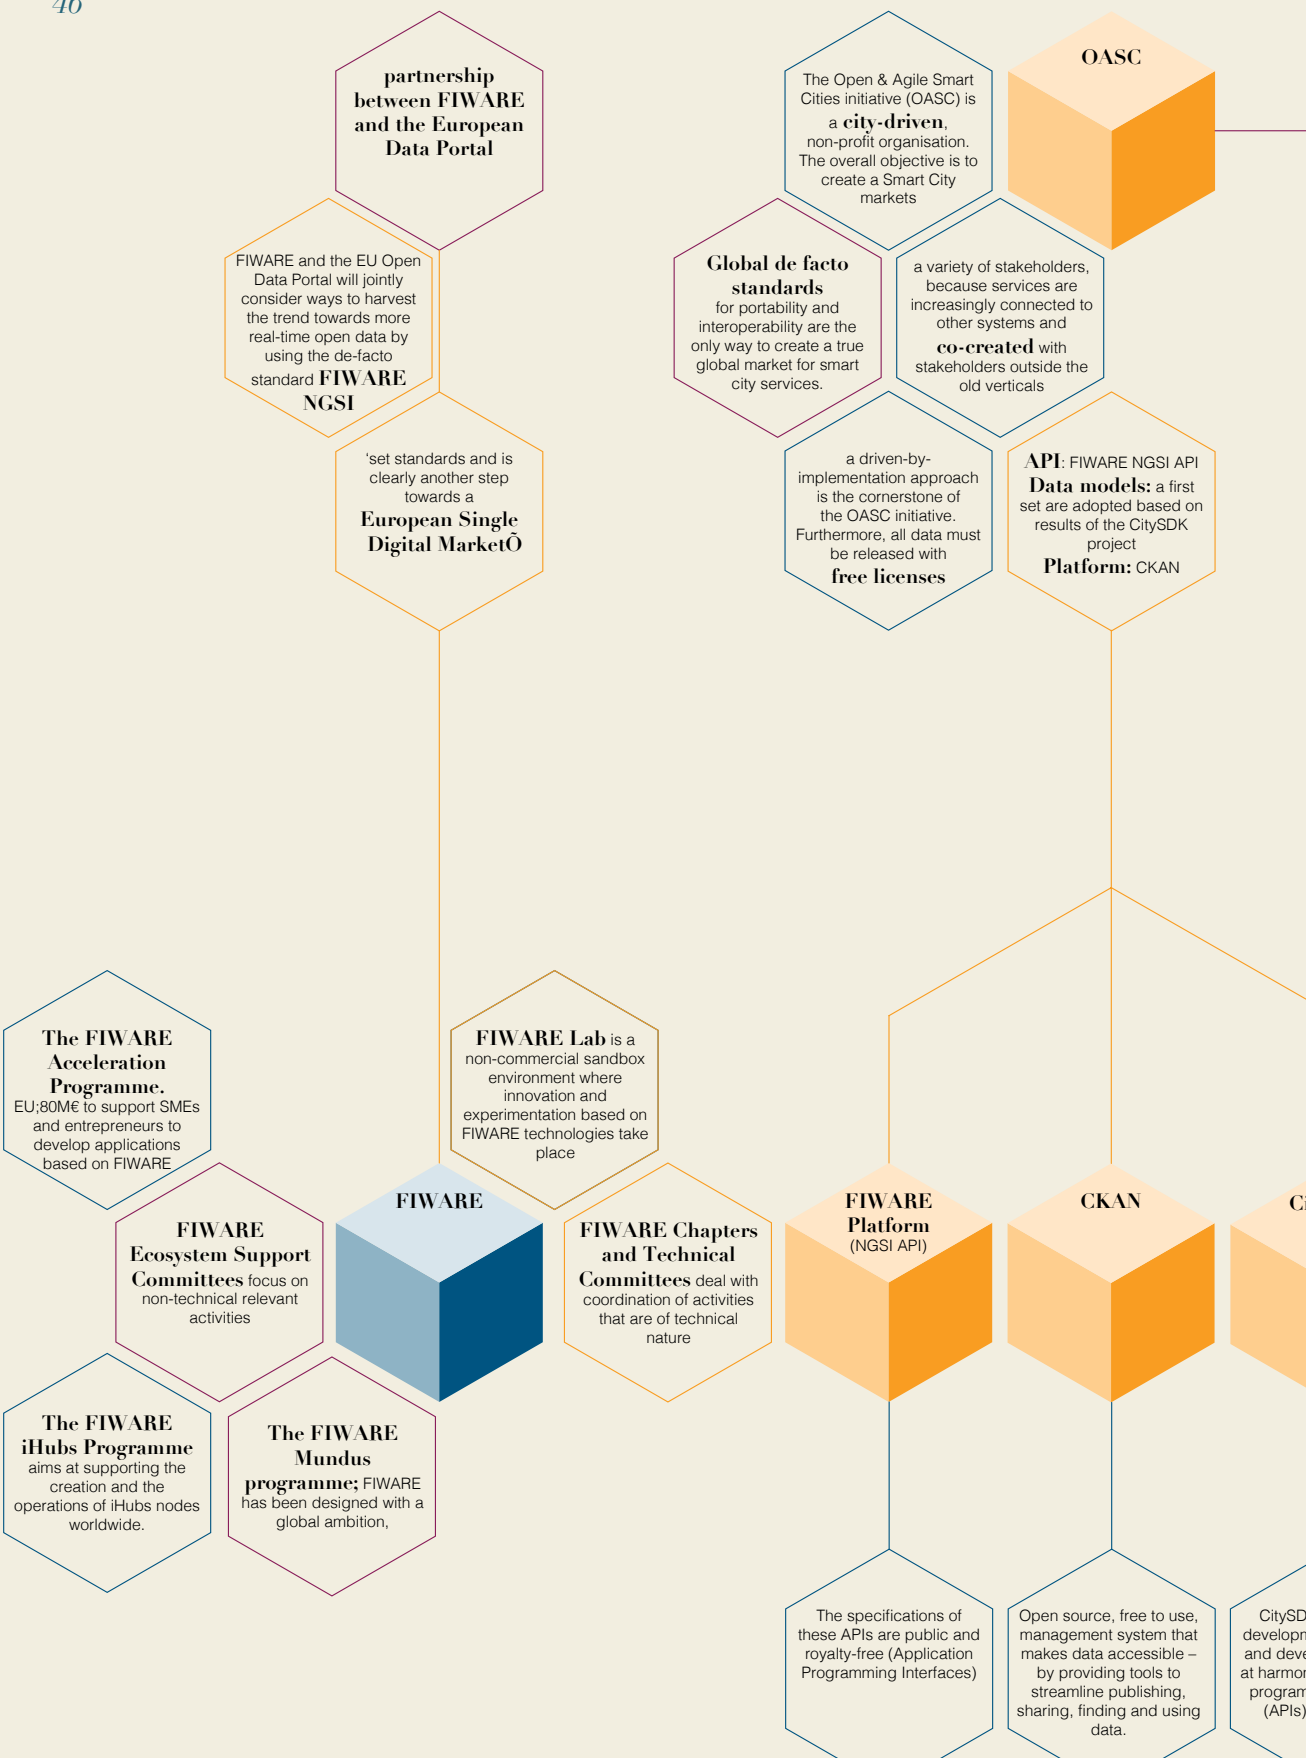 46
partnership
between FIWARE
and the European
Data Portal
FIWARE and the EU Open
Data Portal will jointly
consider ways to harvest
the trend towards more
real-time open data by
using the de-facto
standard FIWARE
NGSI
‘set standards and is
clearly another step
towards a
European Single
Digital MarketÕ
The Open & Agile Smart
Cities initiative (OASC) is
a city-driven,
non-profit organisation.
The overall objective is to
create a Smart City
markets
OASC
Global de facto
standards
for portability and
interoperability are the
only way to create a true
global market for smart
city services.
a variety of stakeholders,
because services are
increasingly connected to
other systems and
co-created with
stakeholders outside the
old verticals
a driven-by-
implementation approach
is the cornerstone of
the OASC initiative.
Furthermore, all data must
be released with
free licenses
API: FIWARE NGSI API
Data models: a first
set are adopted based on
results of the CitySDK
project
Platform: CKAN
The FIWARE
Acceleration
Programme.
EU;80M€ to support SMEs
and entrepreneurs to
develop applications
based on FIWARE
FIWARE Lab is a
non-commercial sandbox
environment where
innovation and
experimentation based on
FIWARE technologies take
place
FIWARE
Ecosystem Support
Committees focus on
non-technical relevant
activities
FIWARE
FIWARE Chapters
and Technical
Committees deal with
coordination of activities
that are of technical
nature
FIWARE
Platform
(NGSI API)
CKAN
Ci
The FIWARE
iHubs Programme
aims at supporting the
creation and the
operations of iHubs nodes
worldwide.
The FIWARE
Mundus
programme; FIWARE
has been designed with a
global ambition,
The specifications of
these APIs are public and
royalty-free (Application
Programming Interfaces)
Open source, free to use,
management system that
makes data accessible –
by providing tools to
streamline publishing,
sharing, finding and using
data.
CitySD
developm
and deve
at harmor
program
(APIs)